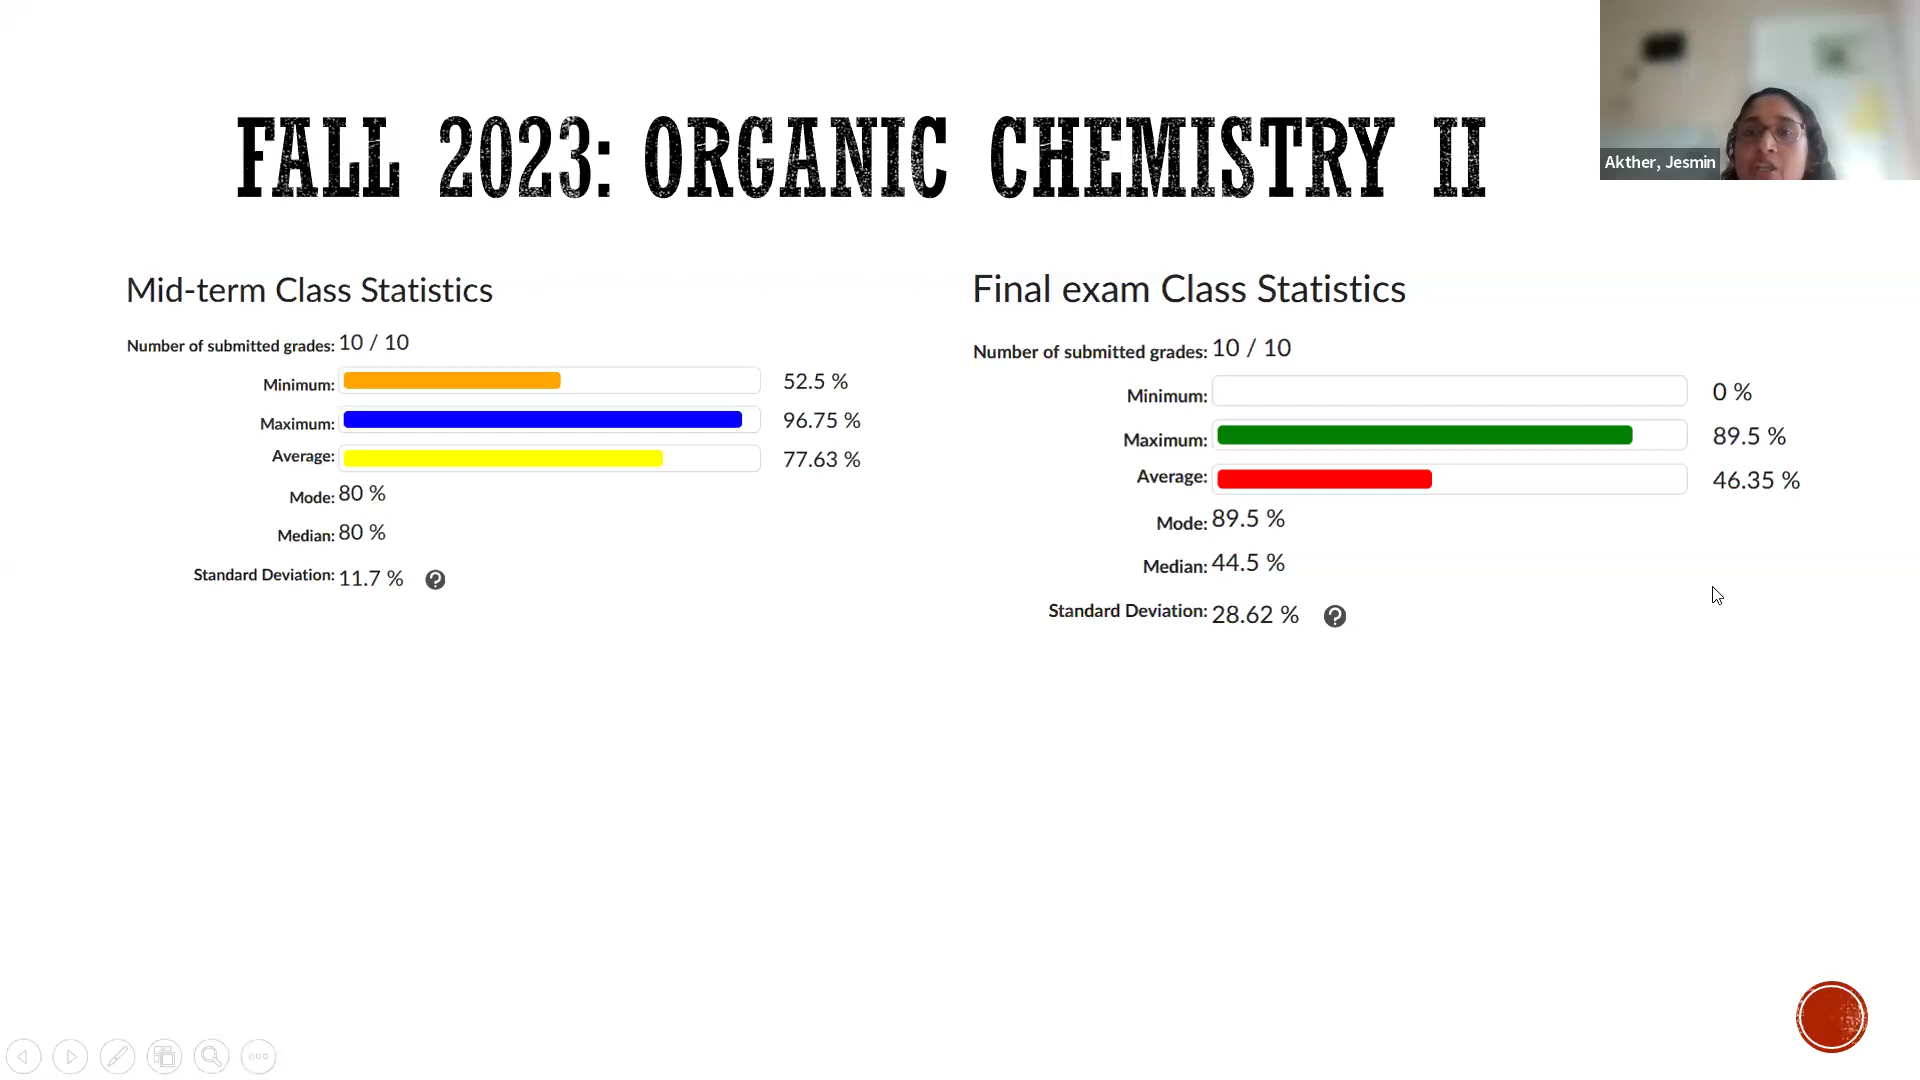 FALL 2023: ORGANIC CHEMISTRY II
Akther, Jesmin
Mid-term Class Statistics
Number of submitted grades: 10 / 10
Minimum: 52.5 %
Maximum: 96.75 %
Average: 77.63 %
Mode: 80 %
Median: 80 %
Standard Deviation: 11.7 % ?
Final exam Class Statistics
Number of submitted grades: 10 / 10
Minimum: 0 %
Maximum: 89.5 %
Average: 46.35 %
Mode: 89.5 %
Median: 44.5 %
Standard Deviation: 28.62 % ?